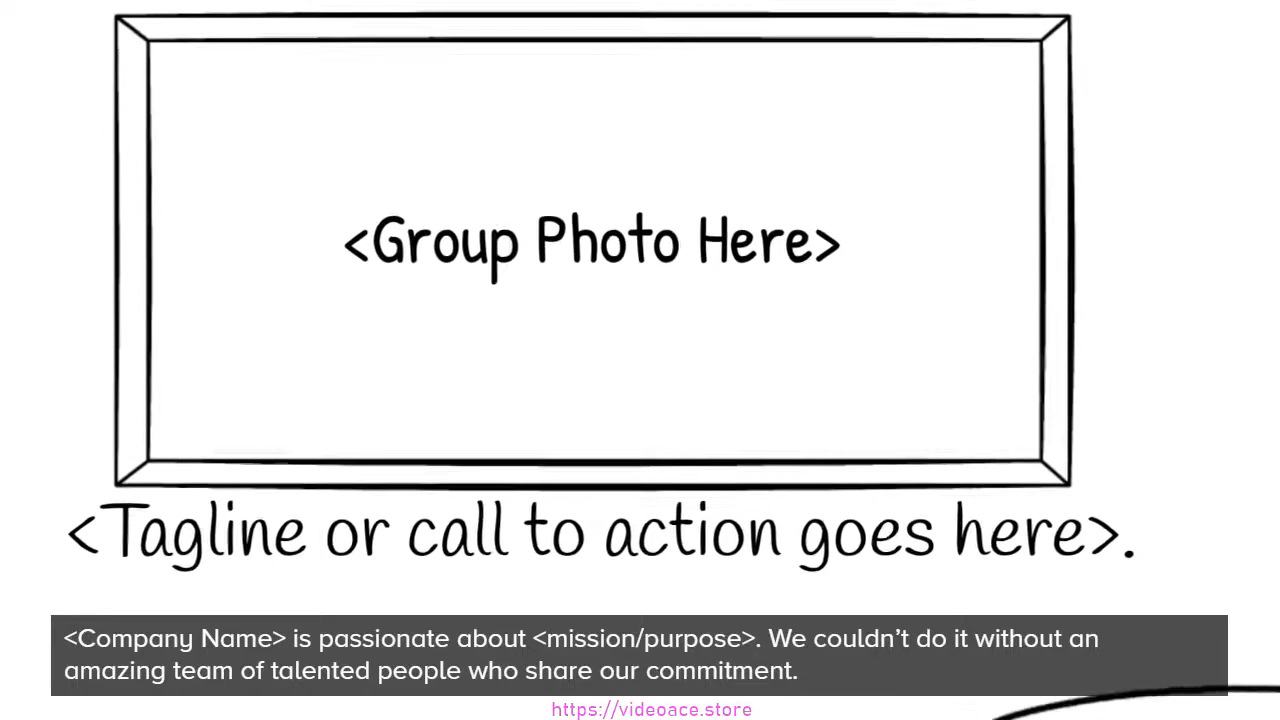 <Group Photo Here>
<Tagline or call to action goes here>.
<Company Name> is passionate about <mission/purpose>. We couldn’t do it without an
amazing team of talented people who share our commitment.
https://videoace.store